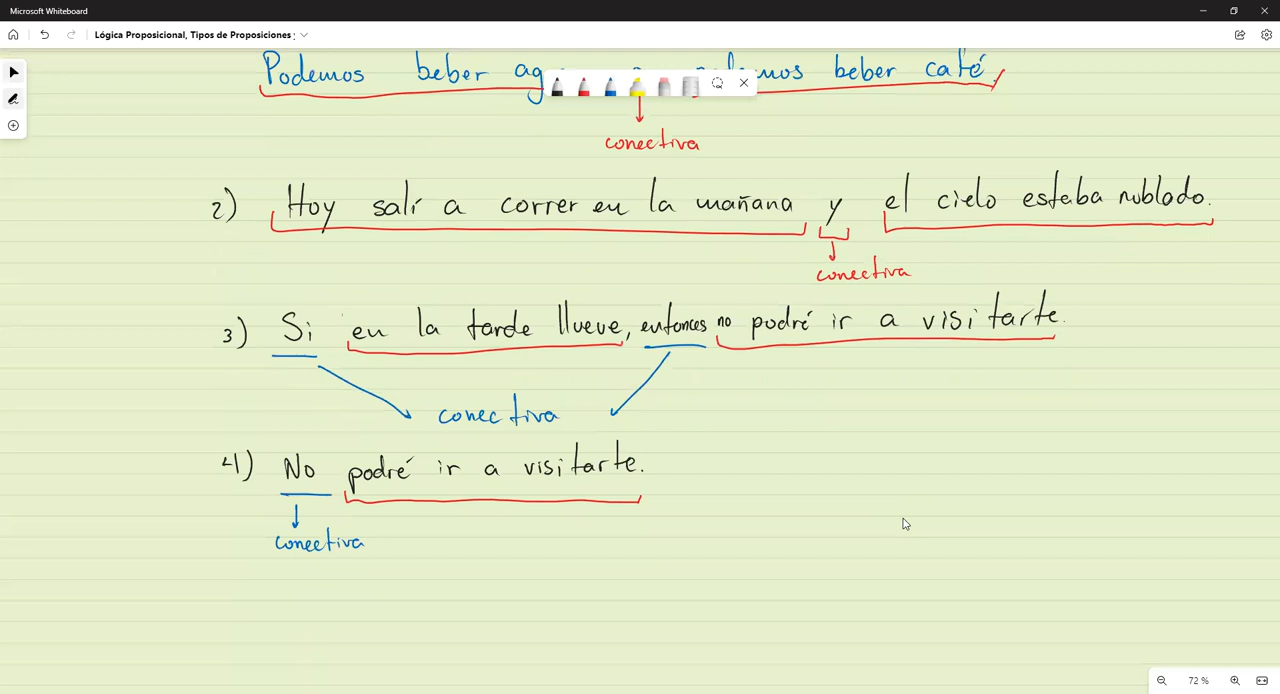 Microsoft Whiteboard
Lógica Proposicional, Tipos de Proposiciones :
Podemos beber beber café
conectiva
2) Hoy salí a correr en la mañana y el cielo estaba nublado.
conectiva
3) Si en la tarde llueve, entonces no podré ir a visitarte.
conectiva
4) No podré ir a visitarte.
conectiva
72 %